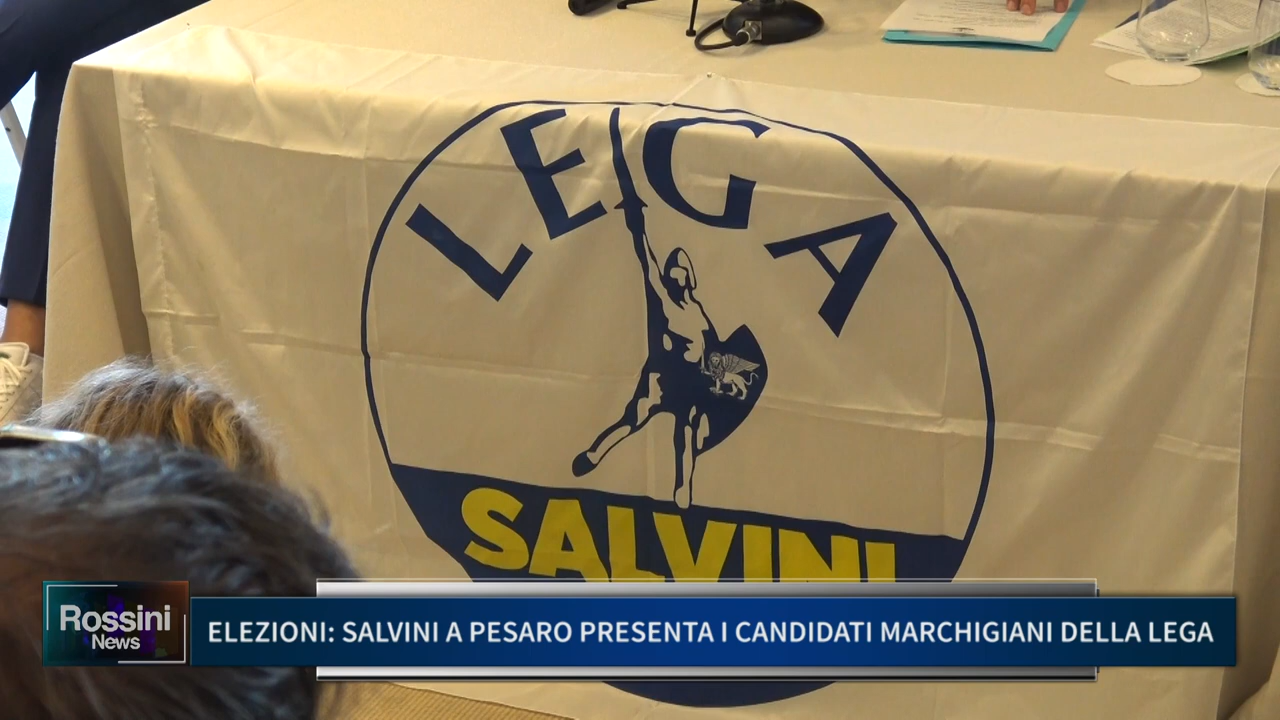 LEGA
SALVINI
Rossini
News
ELEZIONI: SALVINI A PESARO PRESENTA I CANDIDATI MARCHIGIANI DELLA LEGA